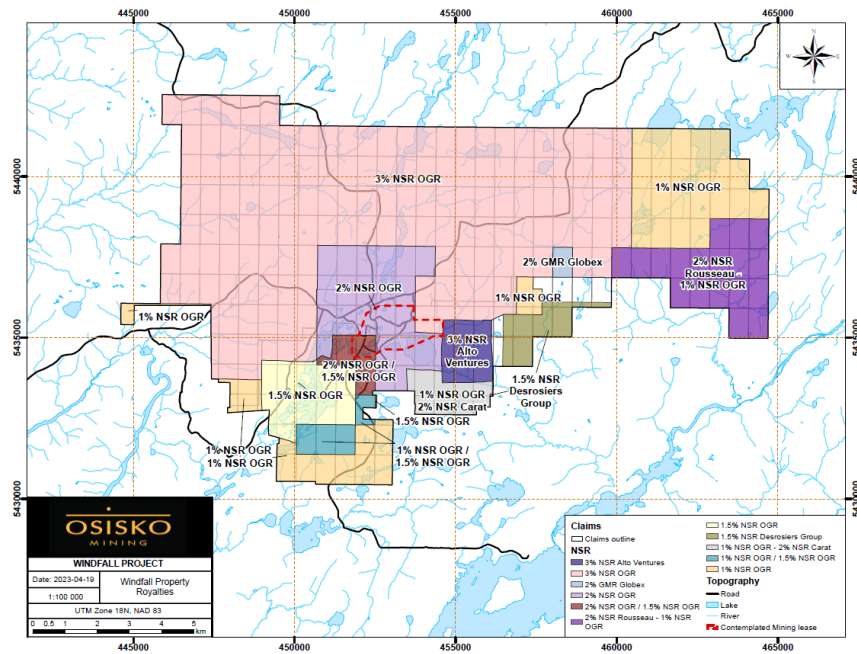 445000 450000 455000 460000 465000
N
W E
S
5440000 5440000
3% NSR OGR
1% NSR OGR
2% GMR Globex
2% NSR
Rousseau -
1% NSR OGR
2% NSR OGR
1% NSR OGR
1% NSR OGR
5435000 5435000
3% NSR
Alto
Ventures
2% NSR OGR /
1.5% NSR OGR
1.5% NSR
Desrosiers
Group
1.5% NSR OGR
1% NSR OGR
2% NSR Carat
1.5% NSR OGR
1% NSR OGR
1% NSR OGR
1% NSR OGR /
1.5% NSR OGR
5430000 5430000
OSISKO
MINING
WINDFALL PROJECT
Date: 2023-04-19
Windfall Property
Royalties
1:100 000
UTM Zone 18N, NAD 83
0 0.5 1 2 3 4 5
km
Claims
Claims outline
NSR
3% NSR Alto Ventures
3% NSR OGR
2% GMR Globex
2% NSR OGR
2% NSR OGR / 1.5% NSR OGR
2% NSR Rousseau - 1% NSR
OGR
1.5% NSR OGR
1.5% NSR Desrosiers Group
1% NSR OGR - 2% NSR Carat
1% NSR OGR / 1.5% NSR OGR
1% NSR OGR
Topography
Road
Lake
River
Contemplated Mining lease
445000 450000 455000 460000 465000